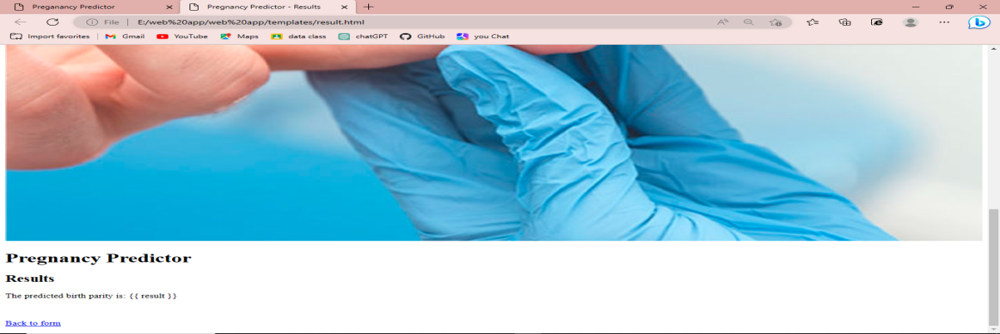 Preganancy Predictor
Pregnancy Predictor - Results
File | E:/web%20app/web%20app/templates/result.html
Import favorites | Gmail YouTube Maps data class chatGPT GitHub you Chat
Pregnancy Predictor
Results
The predicted birth parity is: {{ result }}
Back to form